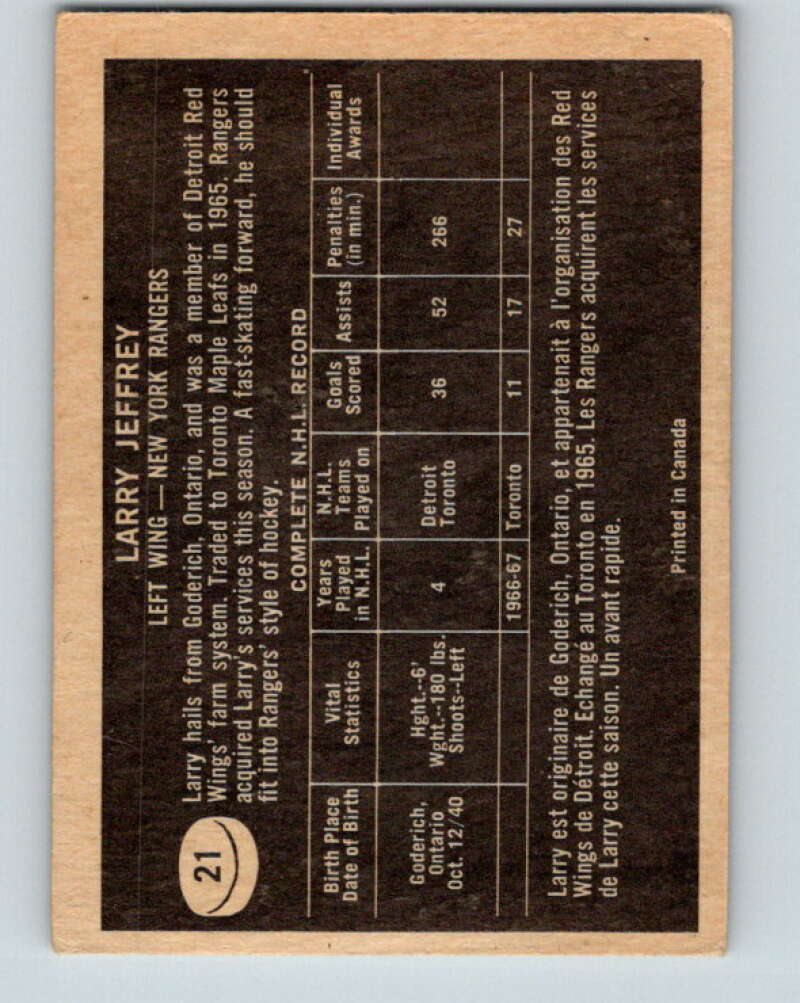 LARRY JEFFREY
LEFT WING — NEW YORK RANGERS
21
Larry hails from Goderich, Ontario, and was a member of Detroit Red
Wings' farm system. Traded to Toronto Maple Leafs in 1965. Rangers
acquired Larry's services this season. A fast-skating forward, he should
fit into Rangers' style of hockey.
COMPLETE N.H.L. RECORD
Birth Place
Date of Birth
Vital
Statistics
Years
Played
in N.H.L.
N.H.L.
Teams
Played on
Goals
Scored
Assists
Penalties
(in min.)
Individual
Awards
Goderich,
Ontario
Oct. 12/40
Hght.--6'
Wght.--180 lbs.
Shoots--Left
4
Detroit
Toronto
36
52
266
1966-67
Toronto
11
17
27
Larry est originaire de Goderich, Ontario, et appartenait à l'organisation des Red
Wings de Détroit. Echangé au Toronto en 1965. Les Rangers acquirent les services
de Larry cette saison. Un avant rapide.
Printed in Canada